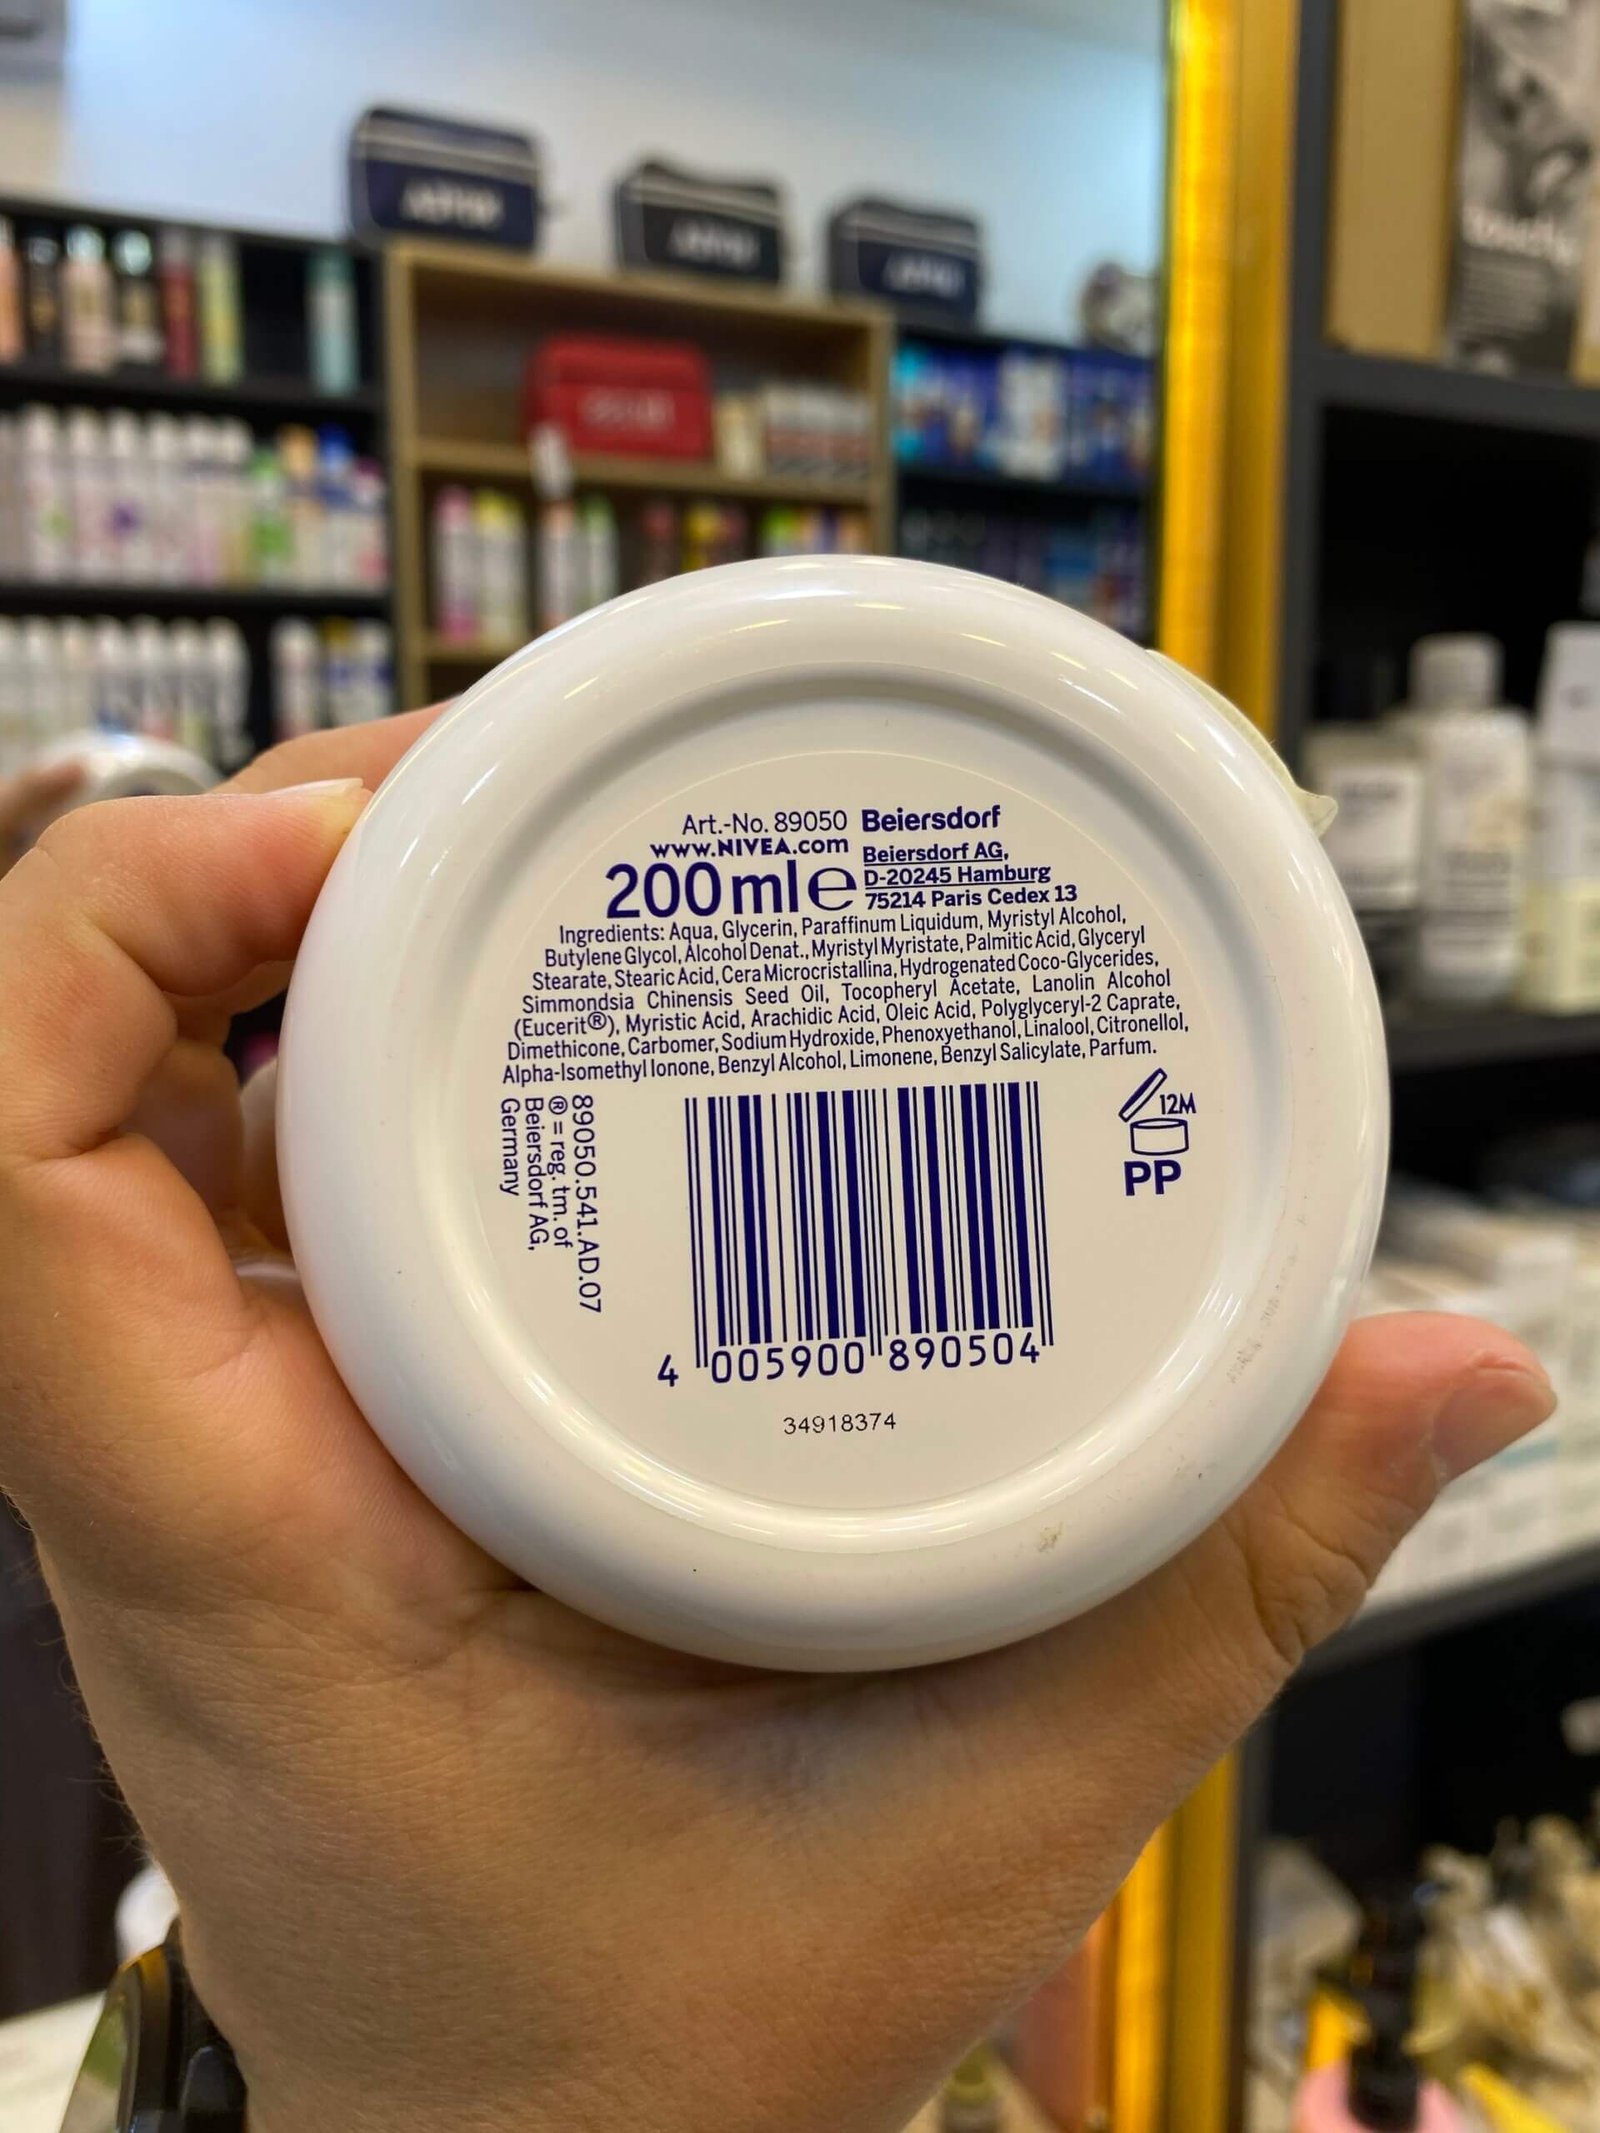 Art.-No. 89050
www.NIVEA.com
200 ml e
Beiersdorf
Beiersdorf AG,
D-20245 Hamburg
75214 Paris Cedex 13
Ingredients: Aqua, Glycerin, Paraffinum Liquidum, Myristyl Alcohol,
Butylene Glycol, Alcohol Denat., Myristyl Myristate, Palmitic Acid, Glyceryl
Stearate, Stearic Acid, Cera Microcristallina, Hydrogenated Coco-Glycerides,
Simmondsia Chinensis Seed Oil, Tocopheryl Acetate, Lanolin Alcohol
(Eucerit®), Myristic Acid, Arachidic Acid, Oleic Acid, Polyglyceryl-2 Caprate,
Dimethicone, Carbomer, Sodium Hydroxide, Phenoxyethanol, Linalool, Citronellol,
Alpha-Isomethyl Ionone, Benzyl Alcohol, Limonene, Benzyl Salicylate, Parfum.
89050.541.AD.07
® = reg. tm. of
Beiersdorf AG,
Germany
12M
PP
4 005900 890504
34918374